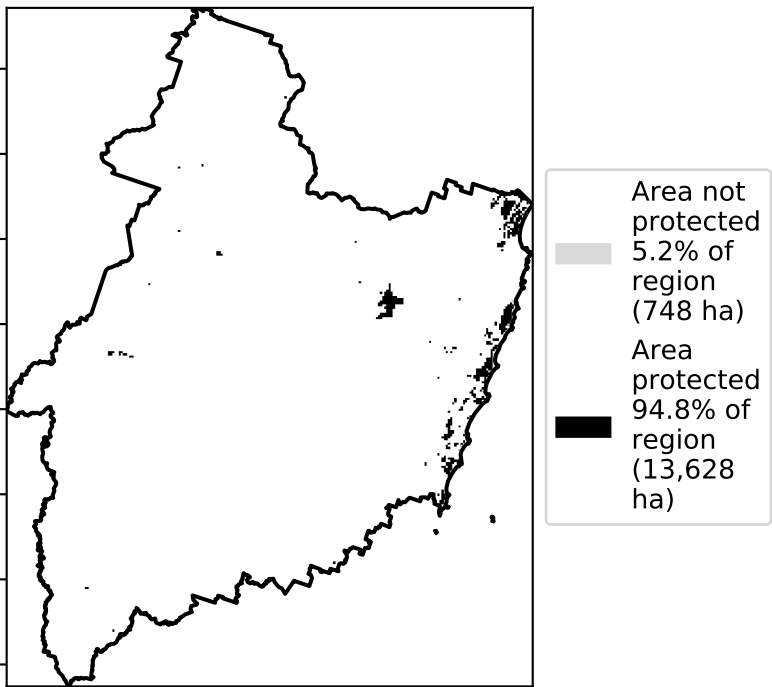 Area not
protected
5.2% of
region
(748 ha)
Area
protected
94.8% of
region
(13,628
ha)